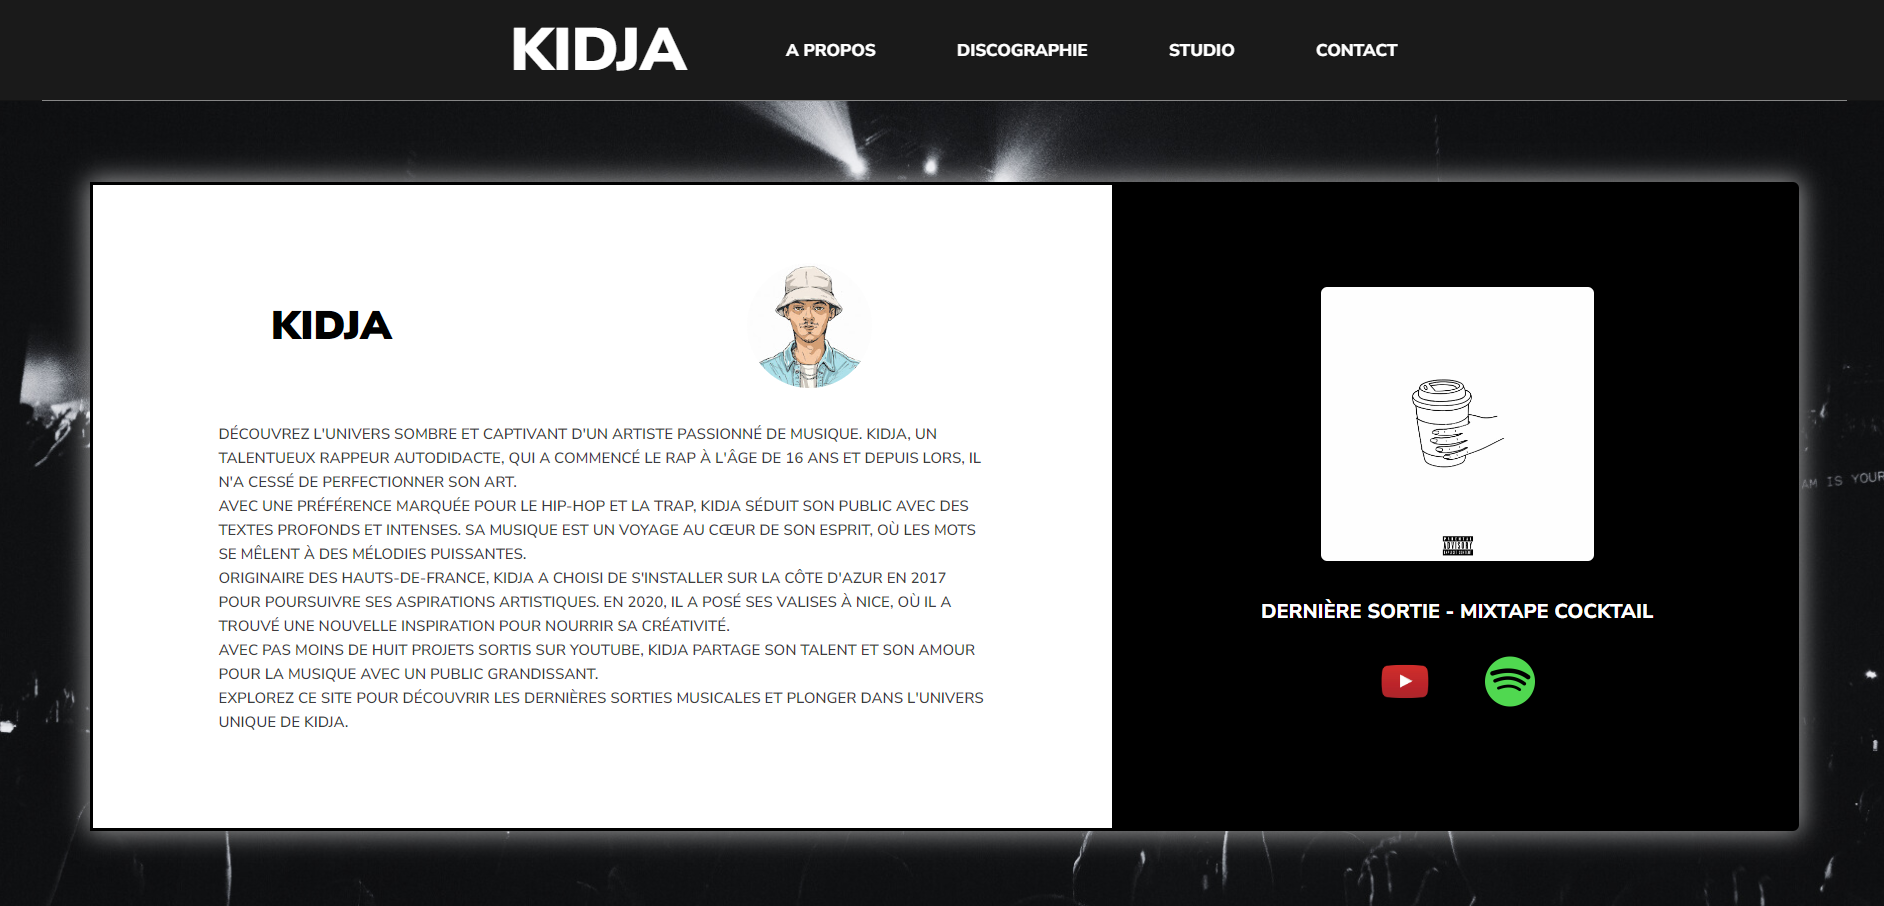 KIDJA
A PROPOS
DISCOGRAPHIE
STUDIO
CONTACT
KIDJA
DÉCOUVREZ L'UNIVERS SOMBRE ET CAPTIVANT D'UN ARTISTE PASSIONNÉ DE MUSIQUE. KIDJA, UN
TALENTUEUX RAPPEUR AUTODIDACTE, QUI A COMMENCÉ LE RAP À L'ÂGE DE 16 ANS ET DEPUIS LORS, IL
N'A CESSÉ DE PERFECTIONNER SON ART.
AVEC UNE PRÉFÉRENCE MARQUÉE POUR LE HIP-HOP ET LA TRAP, KIDJA SÉDUIT SON PUBLIC AVEC DES
TEXTES PROFONDS ET INTENSES. SA MUSIQUE EST UN VOYAGE AU CŒUR DE SON ESPRIT, OÙ LES MOTS
SE MÊLENT À DES MÉLODIES PUISSANTES.
ORIGINAIRE DES HAUTS-DE-FRANCE, KIDJA A CHOISI DE S'INSTALLER SUR LA CÔTE D'AZUR EN 2017
POUR POURSUIVRE SES ASPIRATIONS ARTISTIQUES. EN 2020, IL A POSÉ SES VALISES À NICE, OÙ IL A
TROUVÉ UNE NOUVELLE INSPIRATION POUR NOURRIR SA CRÉATIVITÉ.
AVEC PAS MOINS DE HUIT PROJETS SORTIS SUR YOUTUBE, KIDJA PARTAGE SON TALENT ET SON AMOUR
POUR LA MUSIQUE AVEC UN PUBLIC GRANDISSANT.
EXPLOREZ CE SITE POUR DÉCOUVRIR LES DERNIÈRES SORTIES MUSICALES ET PLONGER DANS L'UNIVERS
UNIQUE DE KIDJA.
PARENTAL
ADVISORY
EXPLICIT CONTENT
DERNIÈRE SORTIE - MIXTAPE COCKTAIL
AM IS YOUR